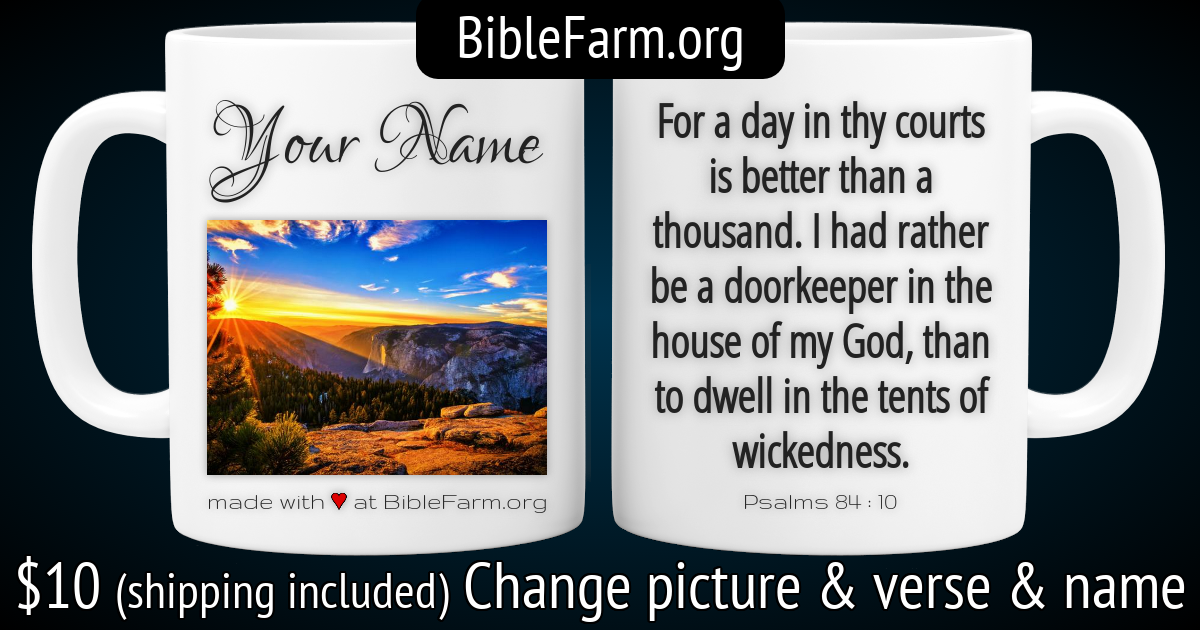 BibleFarm.org
Your Name
made with ♥ at BibleFarm.org
For a day in thy courts
is better than a
thousand. I had rather
be a doorkeeper in the
house of my God, than
to dwell in the tents of
wickedness.
Psalms 84 : 10
$10 (shipping included) Change picture & verse & name